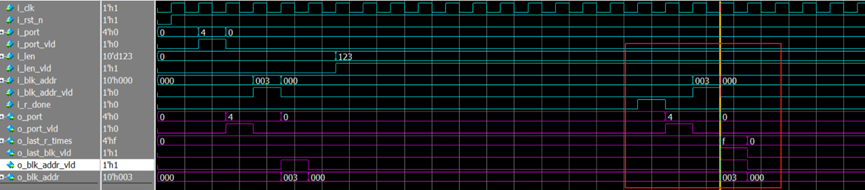 i_clk 1'h1
i_rst_n 1'h1
i_port 4'h0 0 4 0
i_port_vld 1'h0
i_len 10'd123 0 123
i_len_vld 1'h1
i_blk_addr 10'h000 000 003 000 003 000
i_blk_addr_vld 1'h0
i_r_done 1'h0
o_port 4'h0 0 4 0 4 0
o_port_vld 1'h0
o_last_r_times 4'hf 0 f 0
o_last_blk_vld 1'h1
o_blk_addr_vld 1'h1
o_blk_addr 10'h003 000 003 000 003 000